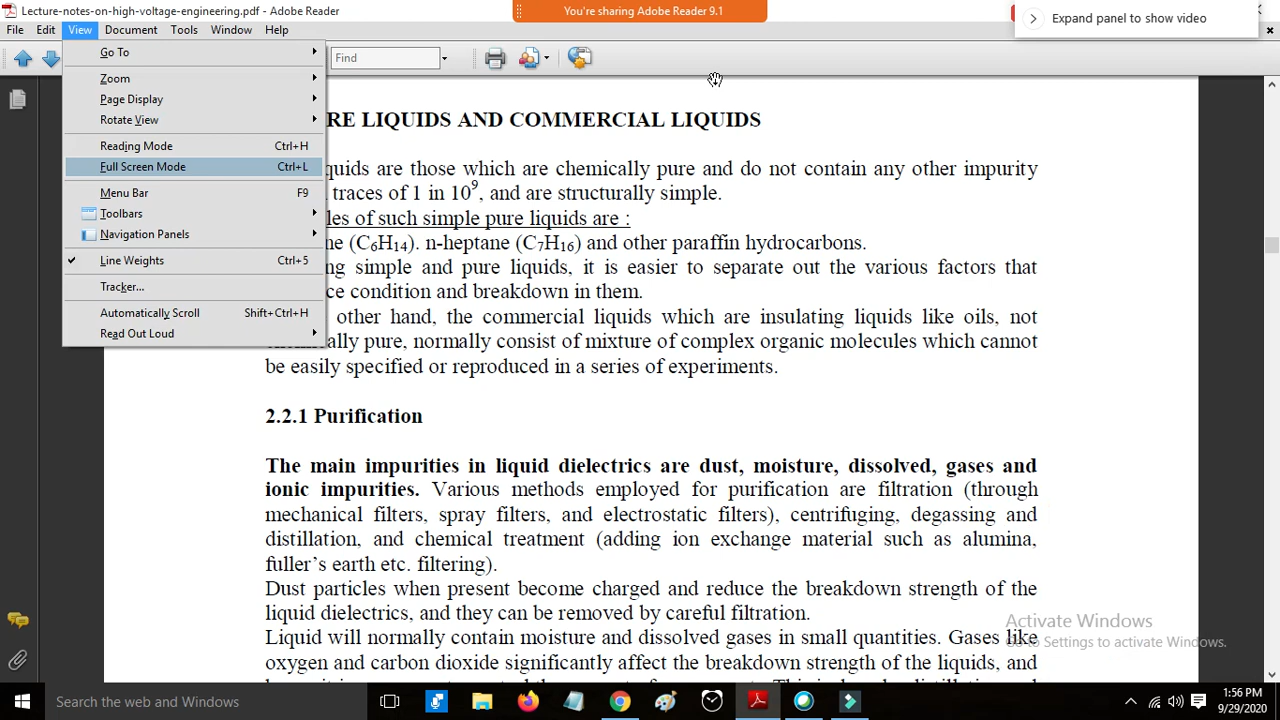 Lecture-notes-on-high-voltage-engineering.pdf - Adobe Reader
You're sharing Adobe Reader 9.1
Expand panel to show video
File Edit View Document Tools Window Help
Find
Go To
Zoom
Page Display
Rotate View
Reading Mode Ctrl+H
Full Screen Mode Ctrl+L
Menu Bar F9
Toolbars
Navigation Panels
Line Weights Ctrl+5
Tracker...
Automatically Scroll Shift+Ctrl+H
Read Out Loud
RE LIQUIDS AND COMMERCIAL LIQUIDS
quids are those which are chemically pure and do not contain any other impurity
traces of 1 in 10⁹, and are structurally simple.
les of such simple pure liquids are :
ne (C₆H₁₄). n-heptane (C₇H₁₆) and other paraffin hydrocarbons.
ng simple and pure liquids, it is easier to separate out the various factors that
ce condition and breakdown in them.
other hand, the commercial liquids which are insulating liquids like oils, not
chemically pure, normally consist of mixture of complex organic molecules which cannot
be easily specified or reproduced in a series of experiments.
2.2.1 Purification
The main impurities in liquid dielectrics are dust, moisture, dissolved, gases and
ionic impurities. Various methods employed for purification are filtration (through
mechanical filters, spray filters, and electrostatic filters), centrifuging, degassing and
distillation, and chemical treatment (adding ion exchange material such as alumina,
fuller's earth etc. filtering).
Dust particles when present become charged and reduce the breakdown strength of the
liquid dielectrics, and they can be removed by careful filtration.
Liquid will normally contain moisture and dissolved gases in small quantities. Gases like
oxygen and carbon dioxide significantly affect the breakdown strength of the liquids, and
Activate Windows
Go to Settings to activate Windows.
Search the web and Windows
1:56 PM
9/29/2020